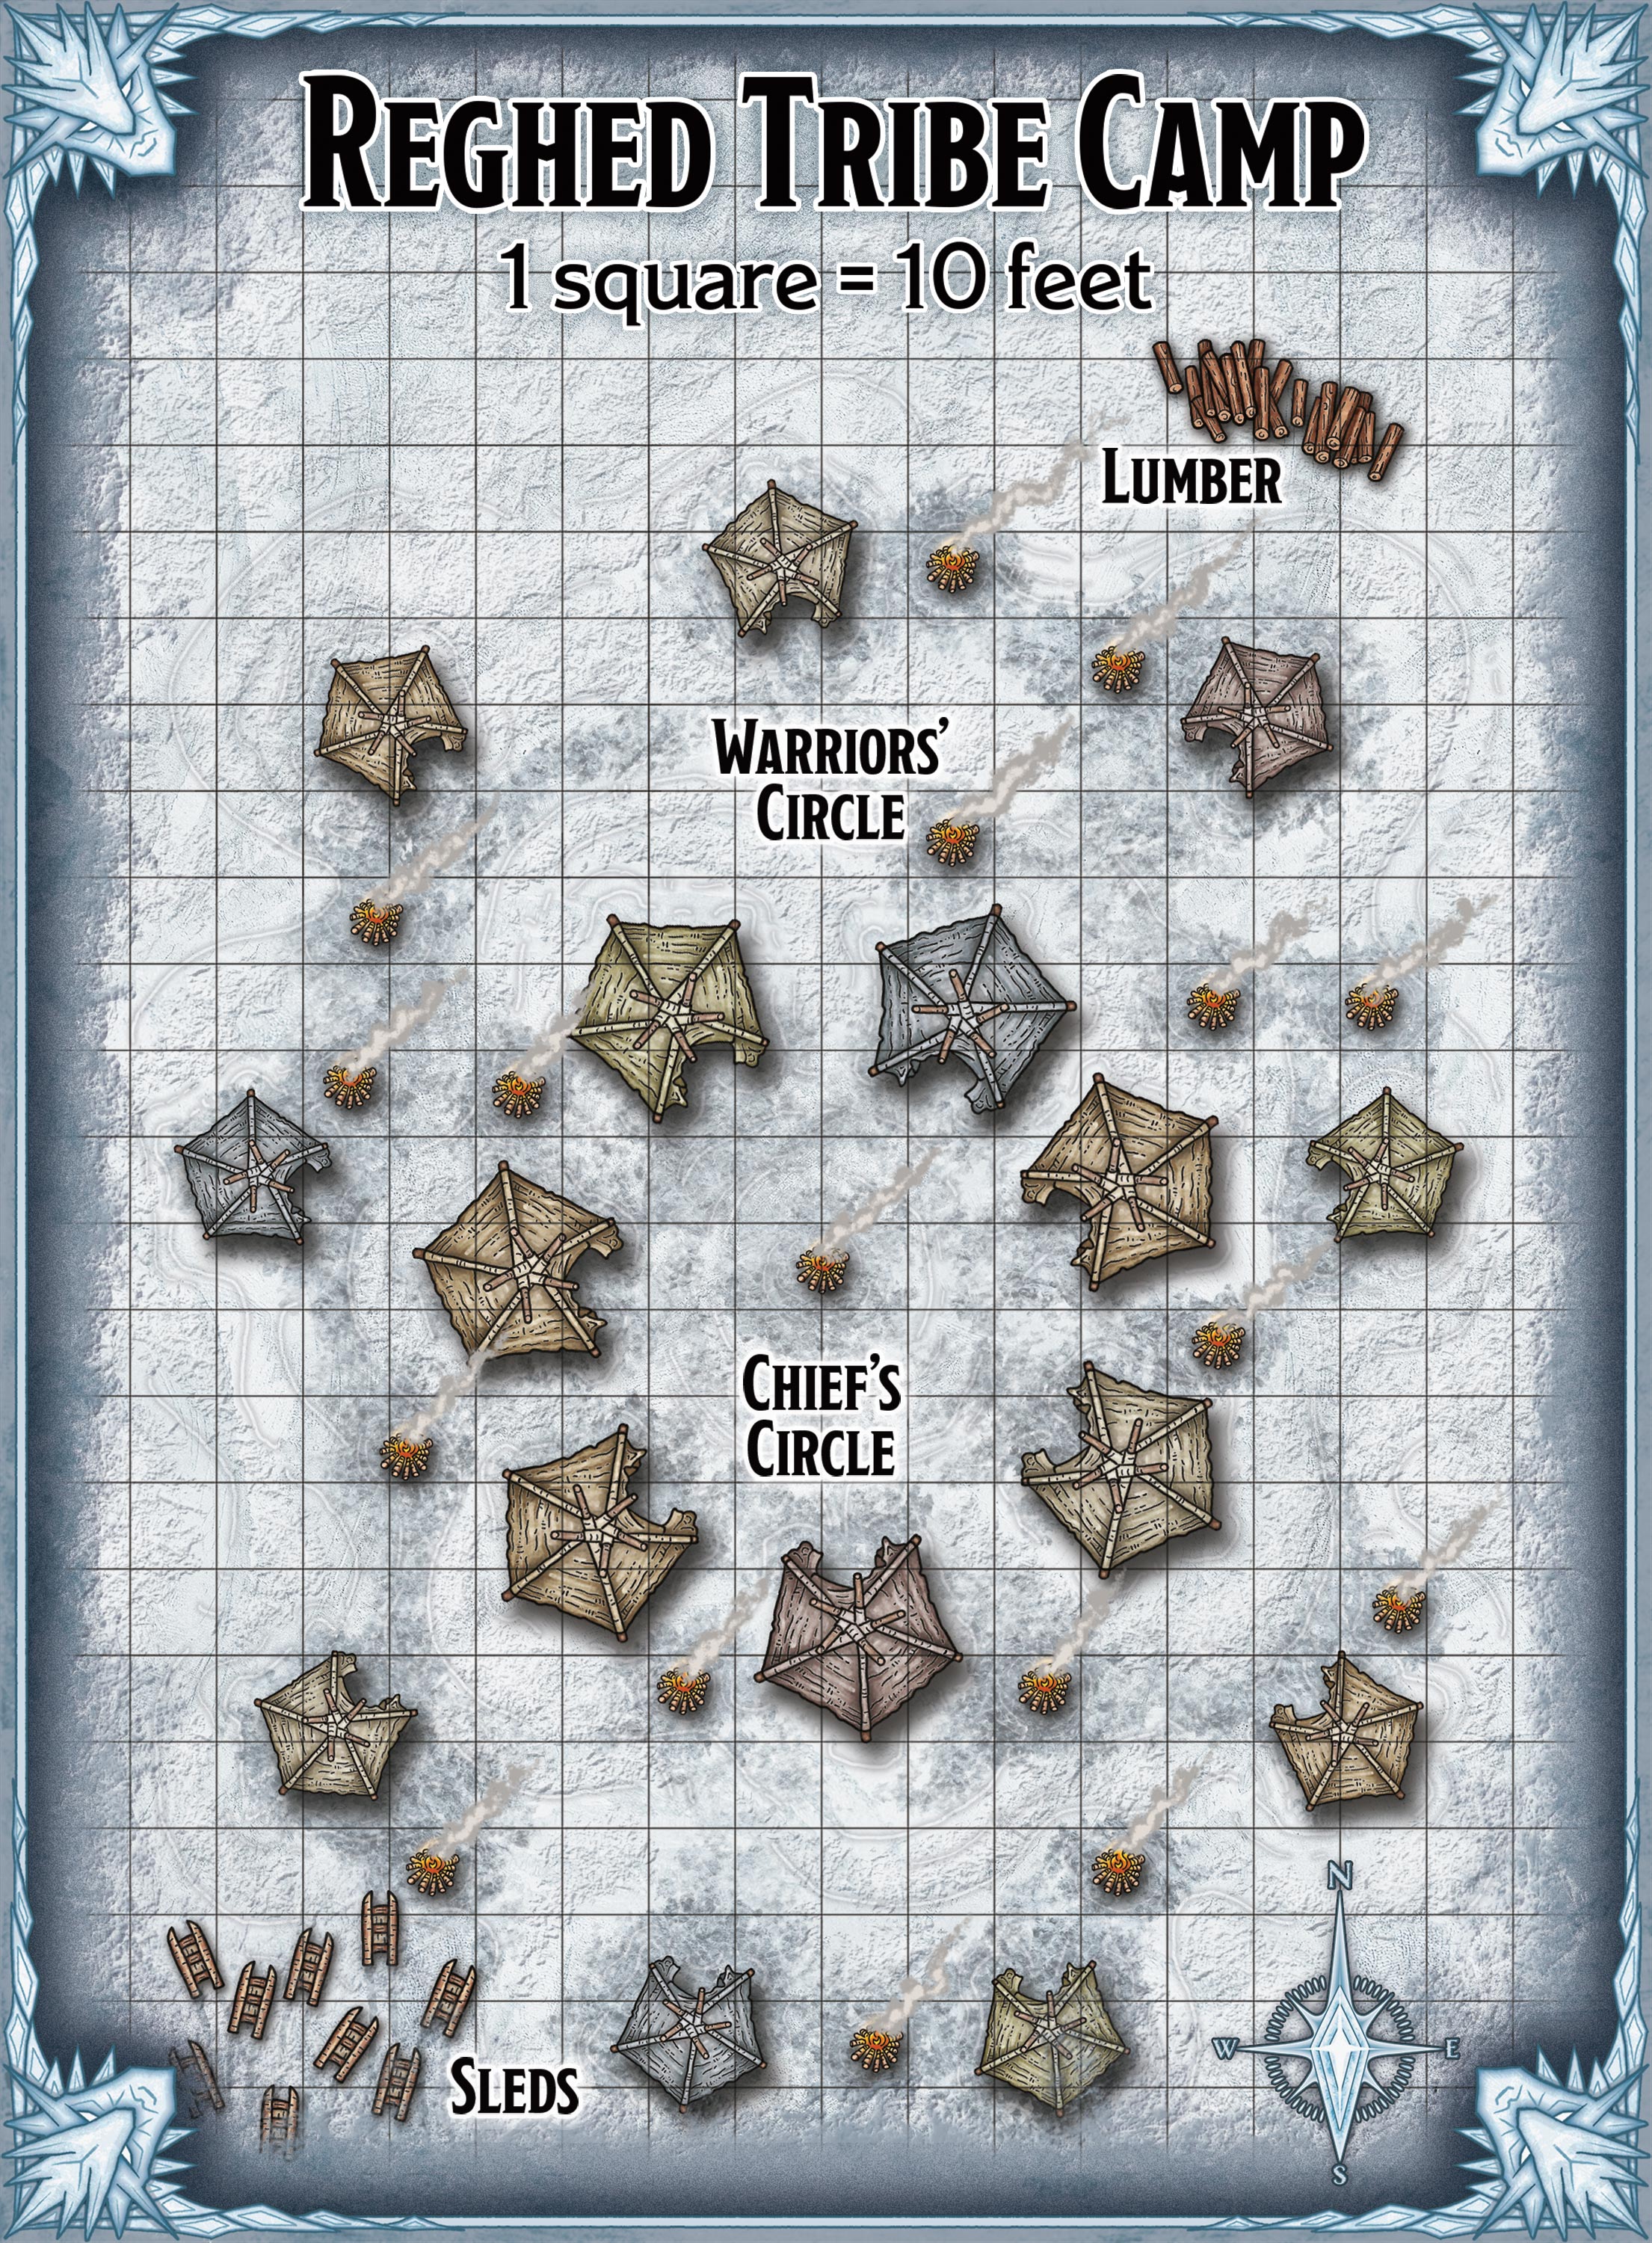 REGHED TRIBE CAMP
1 square = 10 feet
LUMBER
WARRIORS'
CIRCLE
CHIEF'S
CIRCLE
N
W
E
SLEDS
S